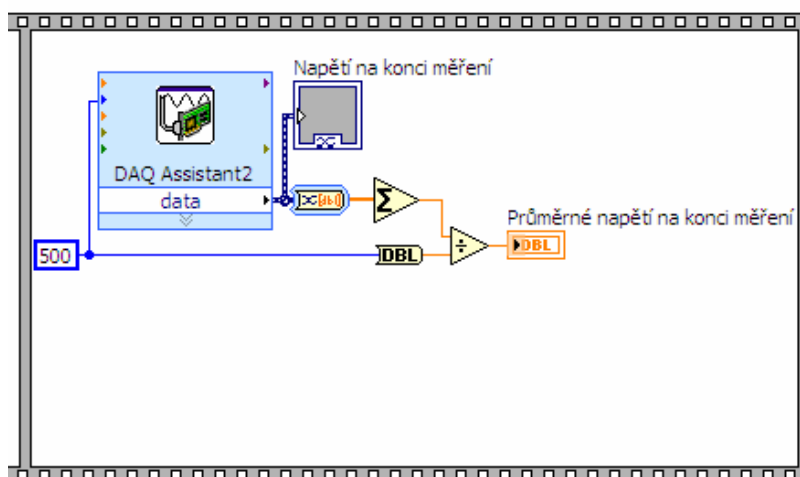 Napětí na konci měření
DAQ Assistant2
data
Průměrné napětí na konci měření
DBL
500
DBL